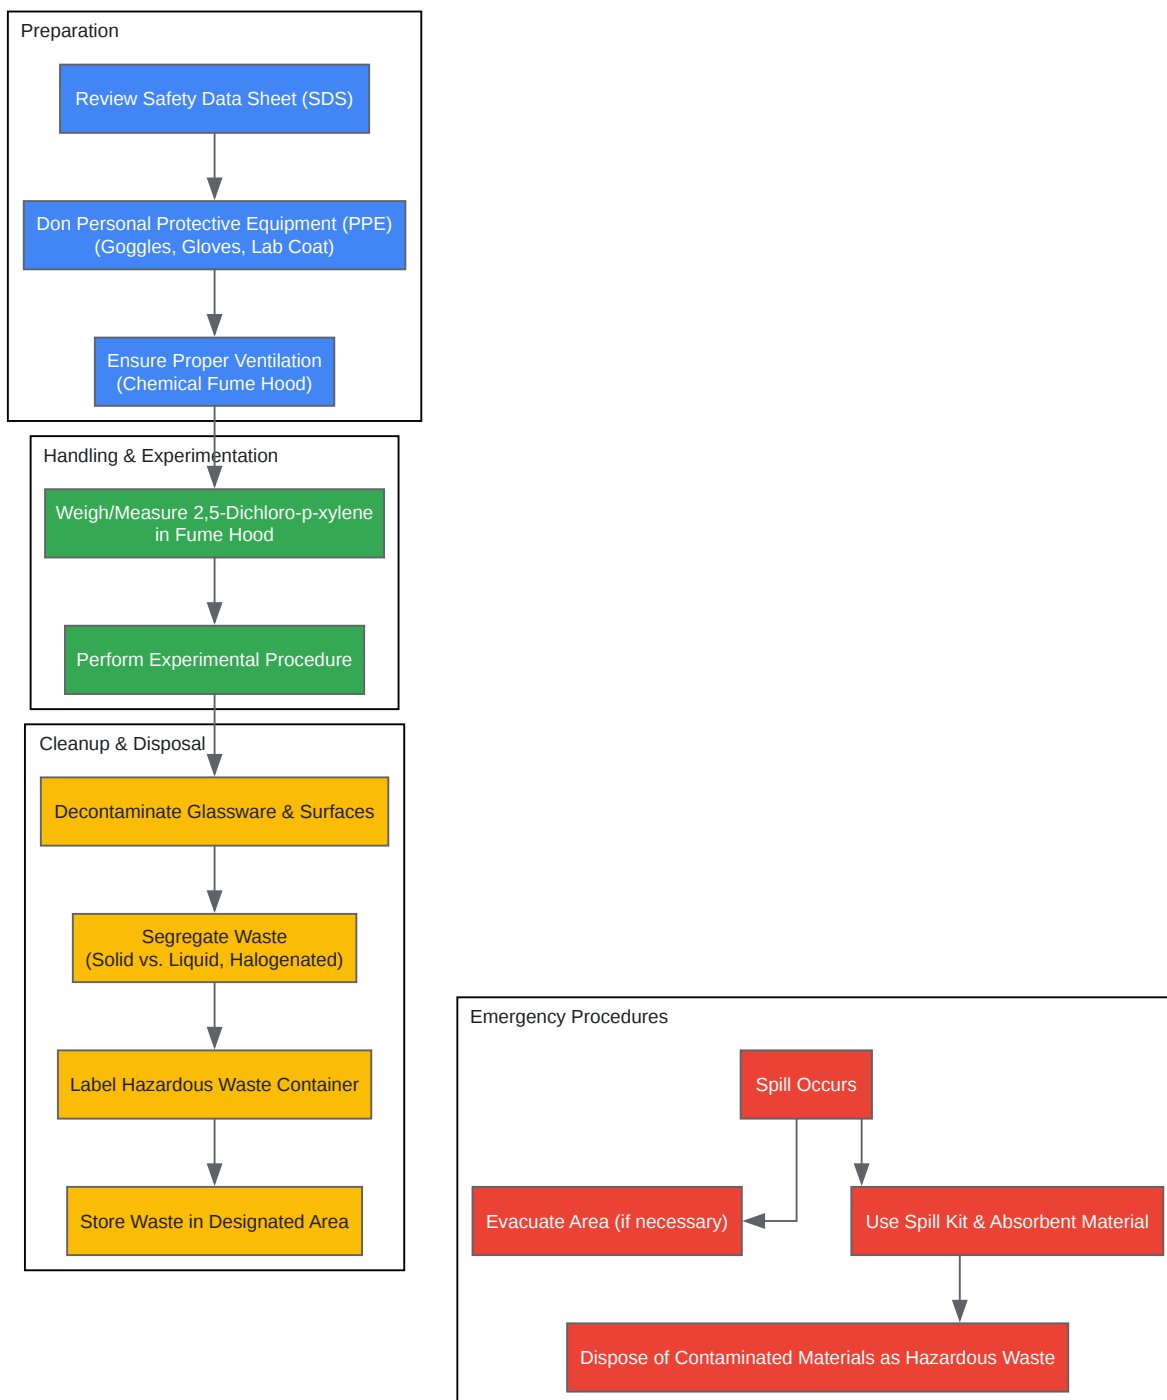 Preparation
Review Safety Data Sheet (SDS)
Don Personal Protective Equipment (PPE)
(Goggles, Gloves, Lab Coat)
Ensure Proper Ventilation
(Chemical Fume Hood)
Handling & Experimentation
Weigh/Measure 2,5-Dichloro-p-xylene
in Fume Hood
Perform Experimental Procedure
Cleanup & Disposal
Decontaminate Glassware & Surfaces
Segregate Waste
(Solid vs. Liquid, Halogenated)
Label Hazardous Waste Container
Store Waste in Designated Area
Emergency Procedures
Spill Occurs
Evacuate Area (if necessary)
Use Spill Kit & Absorbent Material
Dispose of Contaminated Materials as Hazardous Waste